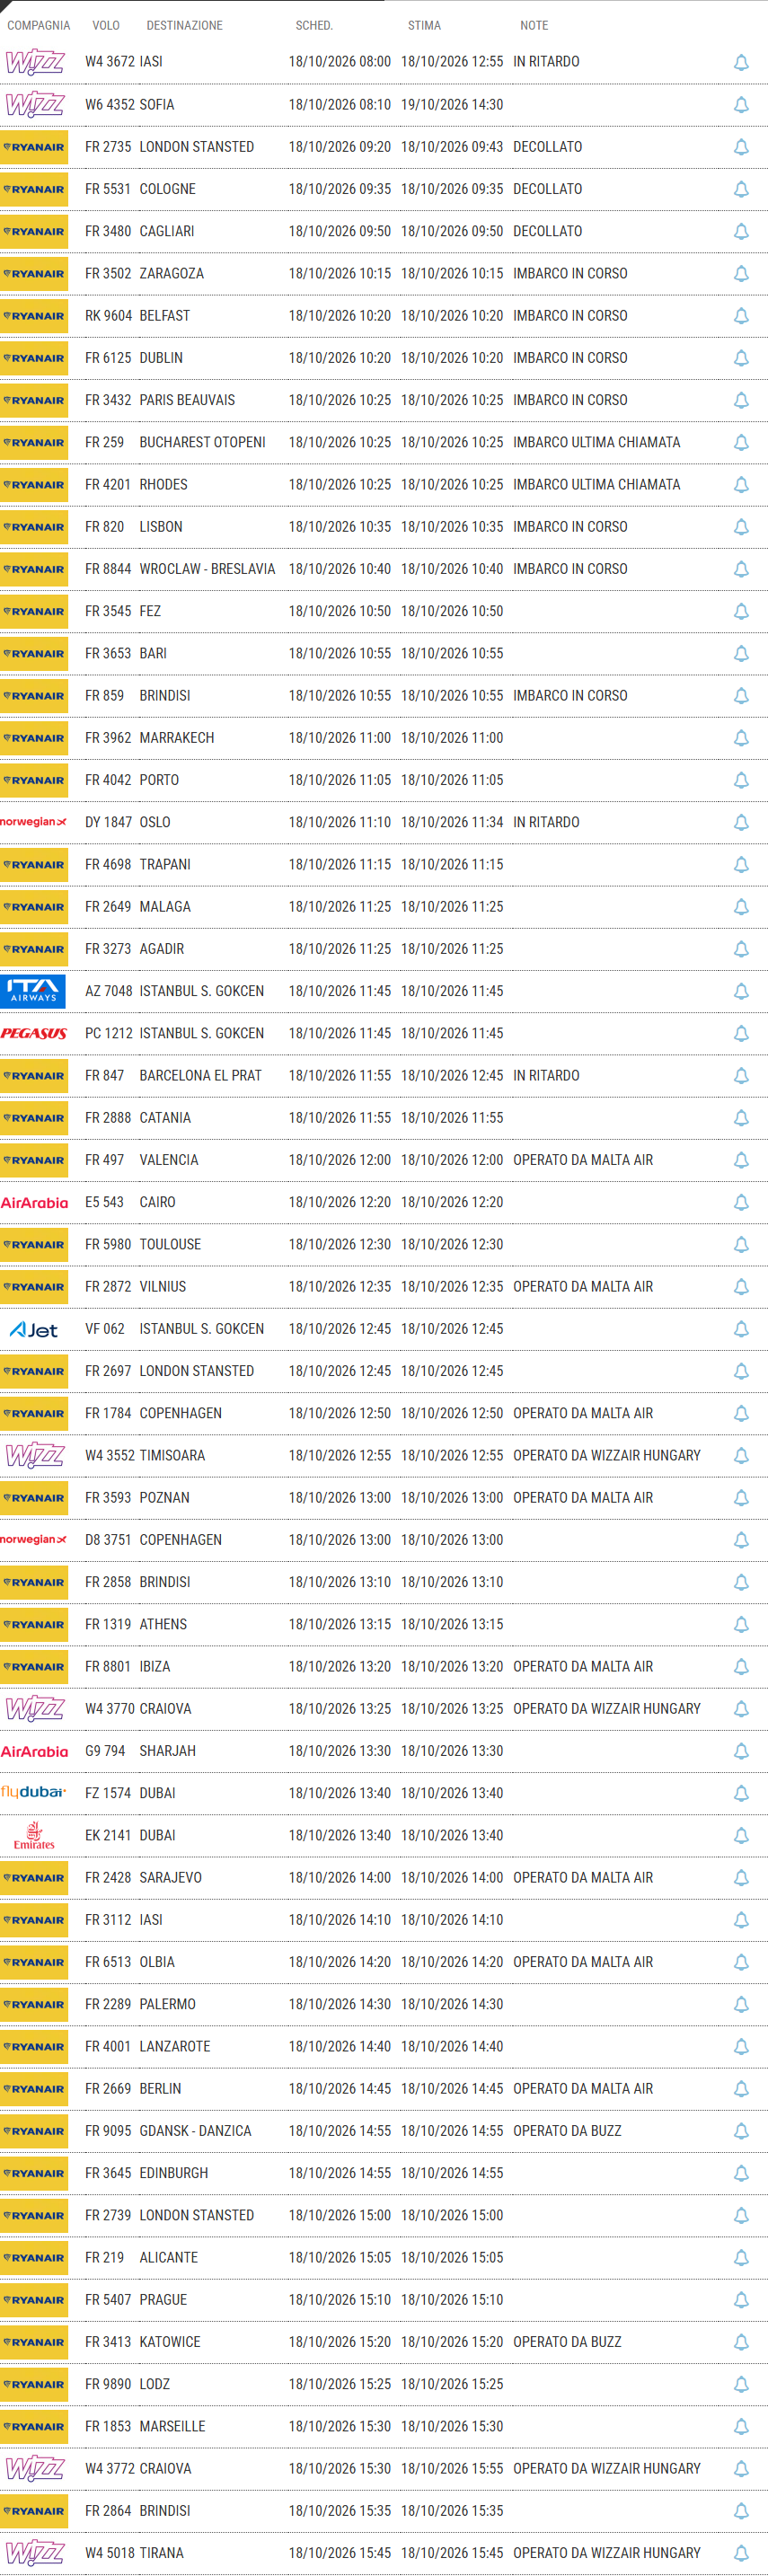 COMPAGNIA VOLO DESTINAZIONE SCHED. STIMA NOTE
WIZZ W4 3672 IASI 18/10/2026 08:00 18/10/2026 12:55 IN RITARDO
WIZZ W6 4352 SOFIA 18/10/2026 08:10 19/10/2026 14:30
RYANAIR FR 2735 LONDON STANSTED 18/10/2026 09:20 18/10/2026 09:43 DECOLLATO
RYANAIR FR 5531 COLOGNE 18/10/2026 09:35 18/10/2026 09:35 DECOLLATO
RYANAIR FR 3480 CAGLIARI 18/10/2026 09:50 18/10/2026 09:50 DECOLLATO
RYANAIR FR 3502 ZARAGOZA 18/10/2026 10:15 18/10/2026 10:15 IMBARCO IN CORSO
RYANAIR RK 9604 BELFAST 18/10/2026 10:20 18/10/2026 10:20 IMBARCO IN CORSO
RYANAIR FR 6125 DUBLIN 18/10/2026 10:20 18/10/2026 10:20 IMBARCO IN CORSO
RYANAIR FR 3432 PARIS BEAUVAIS 18/10/2026 10:25 18/10/2026 10:25 IMBARCO IN CORSO
RYANAIR FR 259 BUCHAREST OTOPENI 18/10/2026 10:25 18/10/2026 10:25 IMBARCO ULTIMA CHIAMATA
RYANAIR FR 4201 RHODES 18/10/2026 10:25 18/10/2026 10:25 IMBARCO ULTIMA CHIAMATA
RYANAIR FR 820 LISBON 18/10/2026 10:35 18/10/2026 10:35 IMBARCO IN CORSO
RYANAIR FR 8844 WROCLAW - BRESLAVIA 18/10/2026 10:40 18/10/2026 10:40 IMBARCO IN CORSO
RYANAIR FR 3545 FEZ 18/10/2026 10:50 18/10/2026 10:50
RYANAIR FR 3653 BARI 18/10/2026 10:55 18/10/2026 10:55
RYANAIR FR 859 BRINDISI 18/10/2026 10:55 18/10/2026 10:55 IMBARCO IN CORSO
RYANAIR FR 3962 MARRAKECH 18/10/2026 11:00 18/10/2026 11:00
RYANAIR FR 4042 PORTO 18/10/2026 11:05 18/10/2026 11:05
norwegian DY 1847 OSLO 18/10/2026 11:10 18/10/2026 11:34 IN RITARDO
RYANAIR FR 4698 TRAPANI 18/10/2026 11:15 18/10/2026 11:15
RYANAIR FR 2649 MALAGA 18/10/2026 11:25 18/10/2026 11:25
RYANAIR FR 3273 AGADIR 18/10/2026 11:25 18/10/2026 11:25
ITA AIRWAYS AZ 7048 ISTANBUL S. GOKCEN 18/10/2026 11:45 18/10/2026 11:45
PEGASUS PC 1212 ISTANBUL S. GOKCEN 18/10/2026 11:45 18/10/2026 11:45
RYANAIR FR 847 BARCELONA EL PRAT 18/10/2026 11:55 18/10/2026 12:45 IN RITARDO
RYANAIR FR 2888 CATANIA 18/10/2026 11:55 18/10/2026 11:55
RYANAIR FR 497 VALENCIA 18/10/2026 12:00 18/10/2026 12:00 OPERATO DA MALTA AIR
AirArabia E5 543 CAIRO 18/10/2026 12:20 18/10/2026 12:20
RYANAIR FR 5980 TOULOUSE 18/10/2026 12:30 18/10/2026 12:30
RYANAIR FR 2872 VILNIUS 18/10/2026 12:35 18/10/2026 12:35 OPERATO DA MALTA AIR
AJet VF 062 ISTANBUL S. GOKCEN 18/10/2026 12:45 18/10/2026 12:45
RYANAIR FR 2697 LONDON STANSTED 18/10/2026 12:45 18/10/2026 12:45
RYANAIR FR 1784 COPENHAGEN 18/10/2026 12:50 18/10/2026 12:50 OPERATO DA MALTA AIR
WIZZ W4 3552 TIMISOARA 18/10/2026 12:55 18/10/2026 12:55 OPERATO DA WIZZAIR HUNGARY
RYANAIR FR 3593 POZNAN 18/10/2026 13:00 18/10/2026 13:00 OPERATO DA MALTA AIR
norwegian D8 3751 COPENHAGEN 18/10/2026 13:00 18/10/2026 13:00
RYANAIR FR 2858 BRINDISI 18/10/2026 13:10 18/10/2026 13:10
RYANAIR FR 1319 ATHENS 18/10/2026 13:15 18/10/2026 13:15
RYANAIR FR 8801 IBIZA 18/10/2026 13:20 18/10/2026 13:20 OPERATO DA MALTA AIR
WIZZ W4 3770 CRAIOVA 18/10/2026 13:25 18/10/2026 13:25 OPERATO DA WIZZAIR HUNGARY
AirArabia G9 794 SHARJAH 18/10/2026 13:30 18/10/2026 13:30
flydubai FZ 1574 DUBAI 18/10/2026 13:40 18/10/2026 13:40
Emirates EK 2141 DUBAI 18/10/2026 13:40 18/10/2026 13:40
RYANAIR FR 2428 SARAJEVO 18/10/2026 14:00 18/10/2026 14:00 OPERATO DA MALTA AIR
RYANAIR FR 3112 IASI 18/10/2026 14:10 18/10/2026 14:10
RYANAIR FR 6513 OLBIA 18/10/2026 14:20 18/10/2026 14:20 OPERATO DA MALTA AIR
RYANAIR FR 2289 PALERMO 18/10/2026 14:30 18/10/2026 14:30
RYANAIR FR 4001 LANZAROTE 18/10/2026 14:40 18/10/2026 14:40
RYANAIR FR 2669 BERLIN 18/10/2026 14:45 18/10/2026 14:45 OPERATO DA MALTA AIR
RYANAIR FR 9095 GDANSK - DANZICA 18/10/2026 14:55 18/10/2026 14:55 OPERATO DA BUZZ
RYANAIR FR 3645 EDINBURGH 18/10/2026 14:55 18/10/2026 14:55
RYANAIR FR 2739 LONDON STANSTED 18/10/2026 15:00 18/10/2026 15:00
RYANAIR FR 219 ALICANTE 18/10/2026 15:05 18/10/2026 15:05
RYANAIR FR 5407 PRAGUE 18/10/2026 15:10 18/10/2026 15:10
RYANAIR FR 3413 KATOWICE 18/10/2026 15:20 18/10/2026 15:20 OPERATO DA BUZZ
RYANAIR FR 9890 LODZ 18/10/2026 15:25 18/10/2026 15:25
RYANAIR FR 1853 MARSEILLE 18/10/2026 15:30 18/10/2026 15:30
WIZZ W4 3772 CRAIOVA 18/10/2026 15:30 18/10/2026 15:55 OPERATO DA WIZZAIR HUNGARY
RYANAIR FR 2864 BRINDISI 18/10/2026 15:35 18/10/2026 15:35
WIZZ W4 5018 TIRANA 18/10/2026 15:45 18/10/2026 15:45 OPERATO DA WIZZAIR HUNGARY